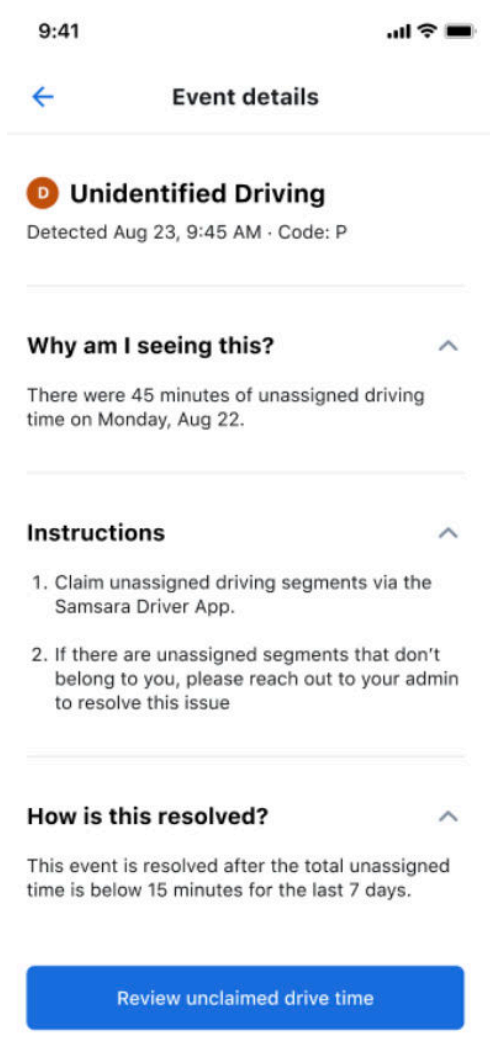 9:41
Event details
D Unidentified Driving
Detected Aug 23, 9:45 AM · Code: P
Why am I seeing this?
There were 45 minutes of unassigned driving
time on Monday, Aug 22.
Instructions
1. Claim unassigned driving segments via the
Samsara Driver App.
2. If there are unassigned segments that don’t
belong to you, please reach out to your admin
to resolve this issue
How is this resolved?
This event is resolved after the total unassigned
time is below 15 minutes for the last 7 days.
Review unclaimed drive time